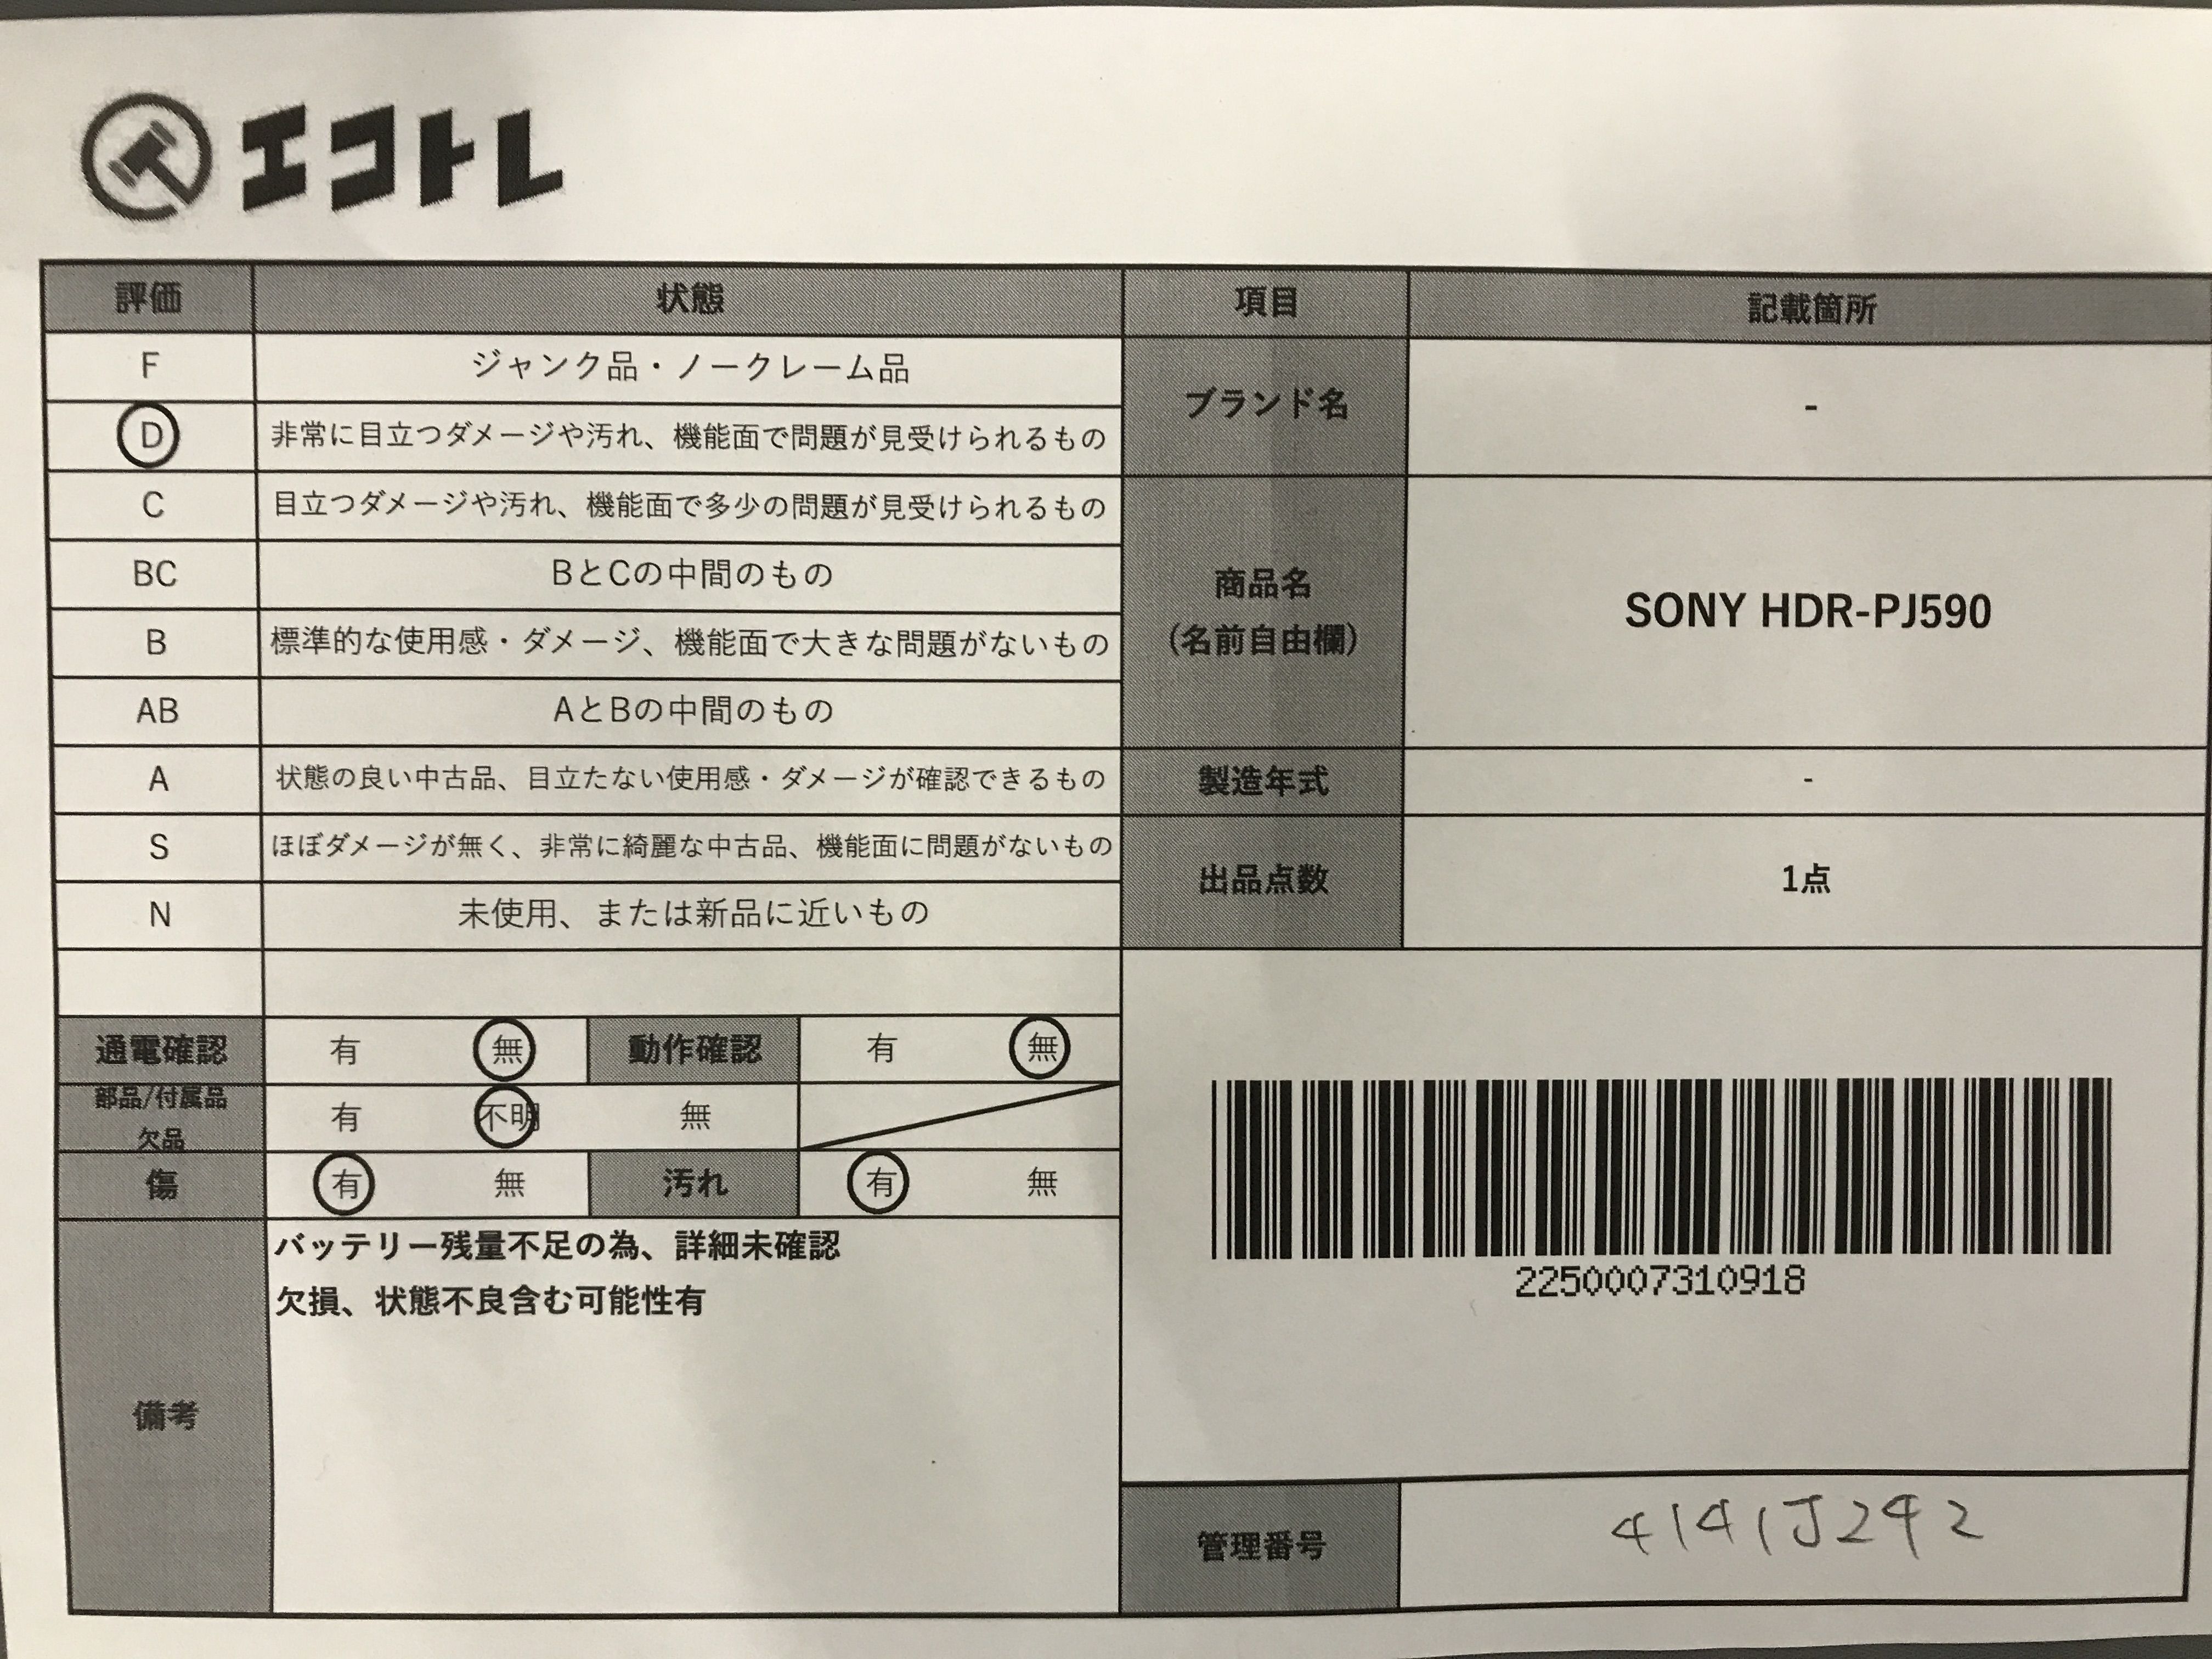 エコトレ
評価 状態 項目 記載箇所
F ジャンク品・ノークレーム品
ブランド名 -
D 非常に目立つダメージや汚れ、機能面で問題が見受けられるもの
C 目立つダメージや汚れ、機能面で多少の問題が見受けられるもの
BC BとCの中間のもの
商品名
(名前自由欄)
SONY HDR-PJ590
B 標準的な使用感・ダメージ、機能面で大きな問題がないもの
AB AとBの中間のもの
A 状態の良い中古品、目立たない使用感・ダメージが確認できるもの
製造年式 -
S ほぼダメージが無く、非常に綺麗な中古品、機能面に問題がないもの
出品点数 1点
N 未使用、または新品に近いもの
通電確認 有 無 動作確認 有 無
部品/付属品
欠品
有 不明 無
傷 有 無 汚れ 有 無
備考
バッテリー残量不足の為、詳細未確認
欠損、状態不良含む可能性有
2250007310918
管理番号 4141J242